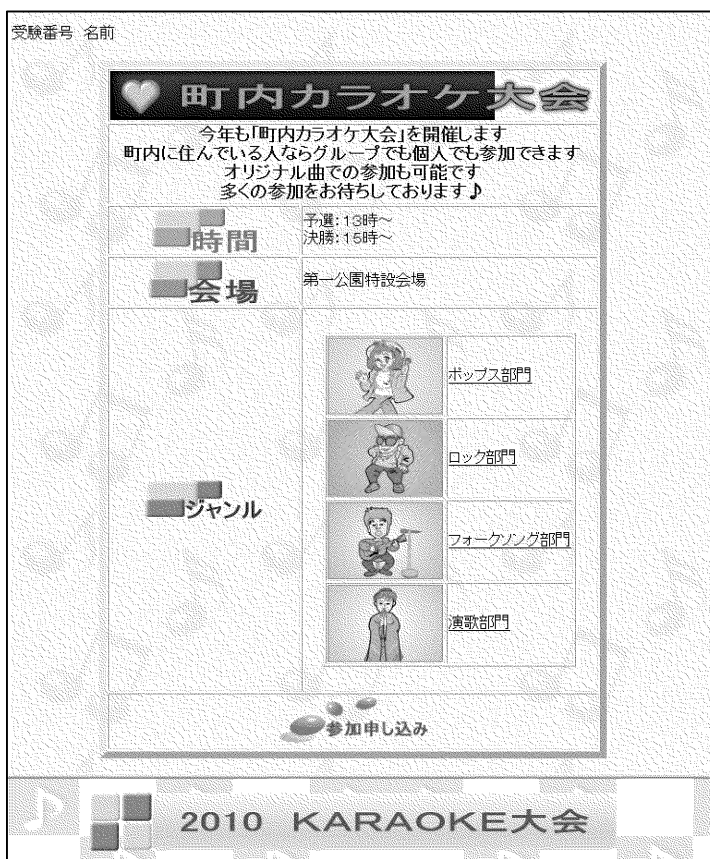 受験番号 名前
町内カラオケ大会
今年も「町内カラオケ大会」を開催します
町内に住んでいる人ならグループでも個人でも参加できます
オリジナル曲での参加も可能です
多くの参加をお待ちしております♪
時間
予選:13時～
決勝:15時～
会場
第一公園特設会場
ジャンル
ポップス部門
ロック部門
フォークソング部門
演歌部門
参加申し込み
2010 KARAOKE大会